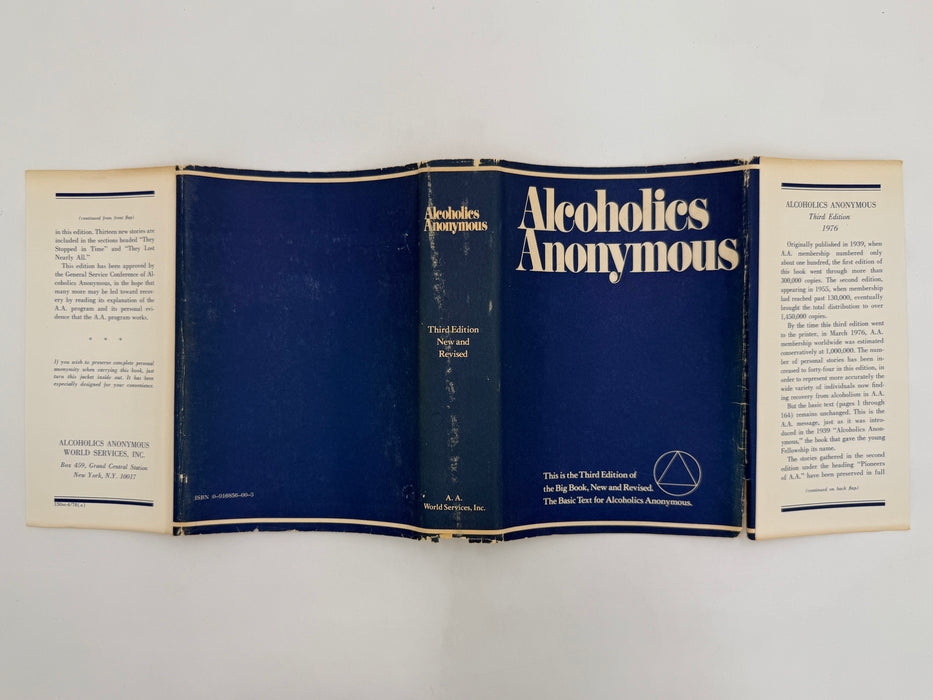 (continued from front flap)
in this edition. Thirteen new stories are
included in the sections headed "They
Stopped in Time" and "They Lost
Nearly All."
This edition has been approved by
the General Service Conference of Al-
coholics Anonymous, in the hope that
many more may be led toward recov-
ery by reading its explanation of the
A.A. program and its personal evi-
dence that the A.A. program works.
* * *
If you wish to preserve complete personal
anonymity when carrying this book, just
turn this jacket inside out. It has been
especially designed for your convenience.
ALCOHOLICS ANONYMOUS
WORLD SERVICES, INC.
Box 459, Grand Central Station
New York, N.Y. 10017
ISBN 0-916856-00-3
Alcoholics
Anonymous
Third Edition
New and
Revised
A. A.
World Services, Inc.
Alcoholics
Anonymous
This is the Third Edition of
the Big Book, New and Revised.
The Basic Text for Alcoholics Anonymous.
ALCOHOLICS ANONYMOUS
Third Edition
1976
Originally published in 1939, when
A.A. membership numbered only
about one hundred, the first edition of
this book went through more than
300,000 copies. The second edition,
appearing in 1955, when membership
had reached past 130,000, eventually
brought the total distribution to over
1,450,000 copies.
By the time this third edition went
to the printer, in March 1976, A.A.
membership worldwide was estimated
conservatively at 1,000,000. The num-
ber of personal stories has been in-
creased to forty-four in this edition, in
order to represent more accurately the
wide variety of individuals now find-
ing recovery from alcoholism in A.A.
But the basic text (pages 1 through
164) remains unchanged. This is the
A.A. message, just as it was intro-
duced in the 1939 "Alcoholics Anon-
ymous," the book that gave the young
Fellowship its name.
The stories gathered in the second
edition under the heading "Pioneers
of A.A." have been preserved in full
(continued on back flap)